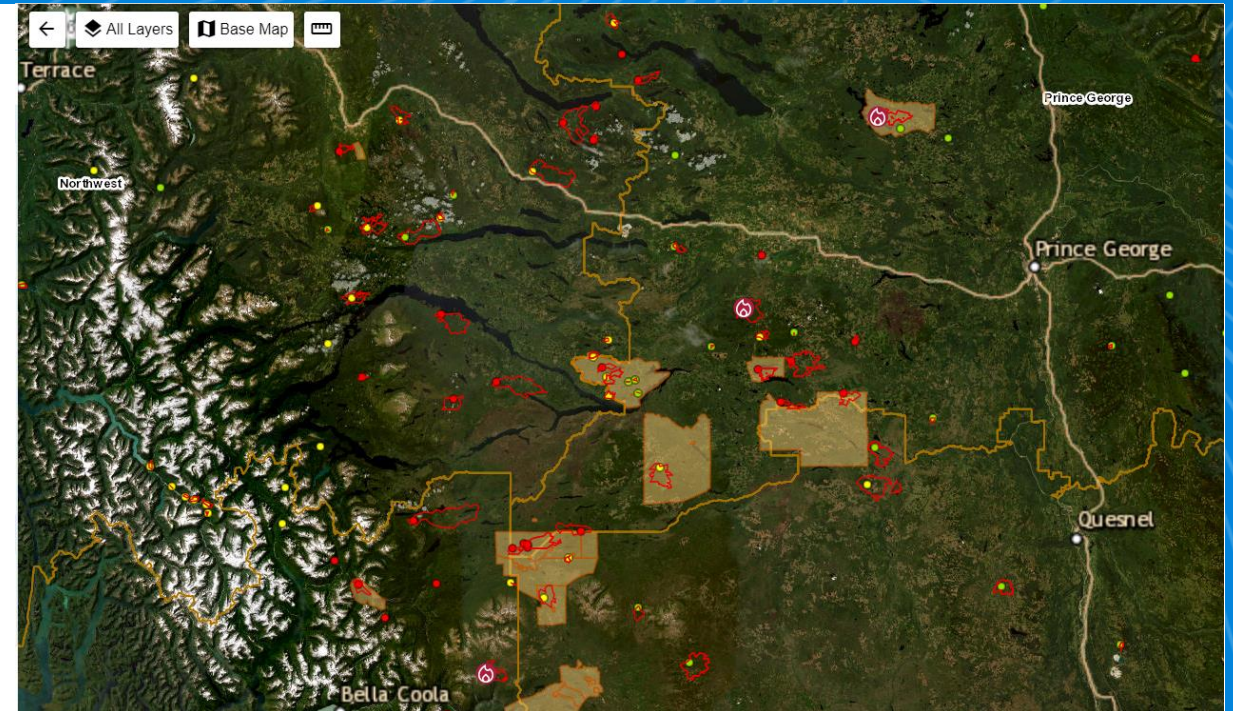 All Layers
Base Map
Terrace
Prince George
Northwest
Prince George
Quesnel
Bella Coola